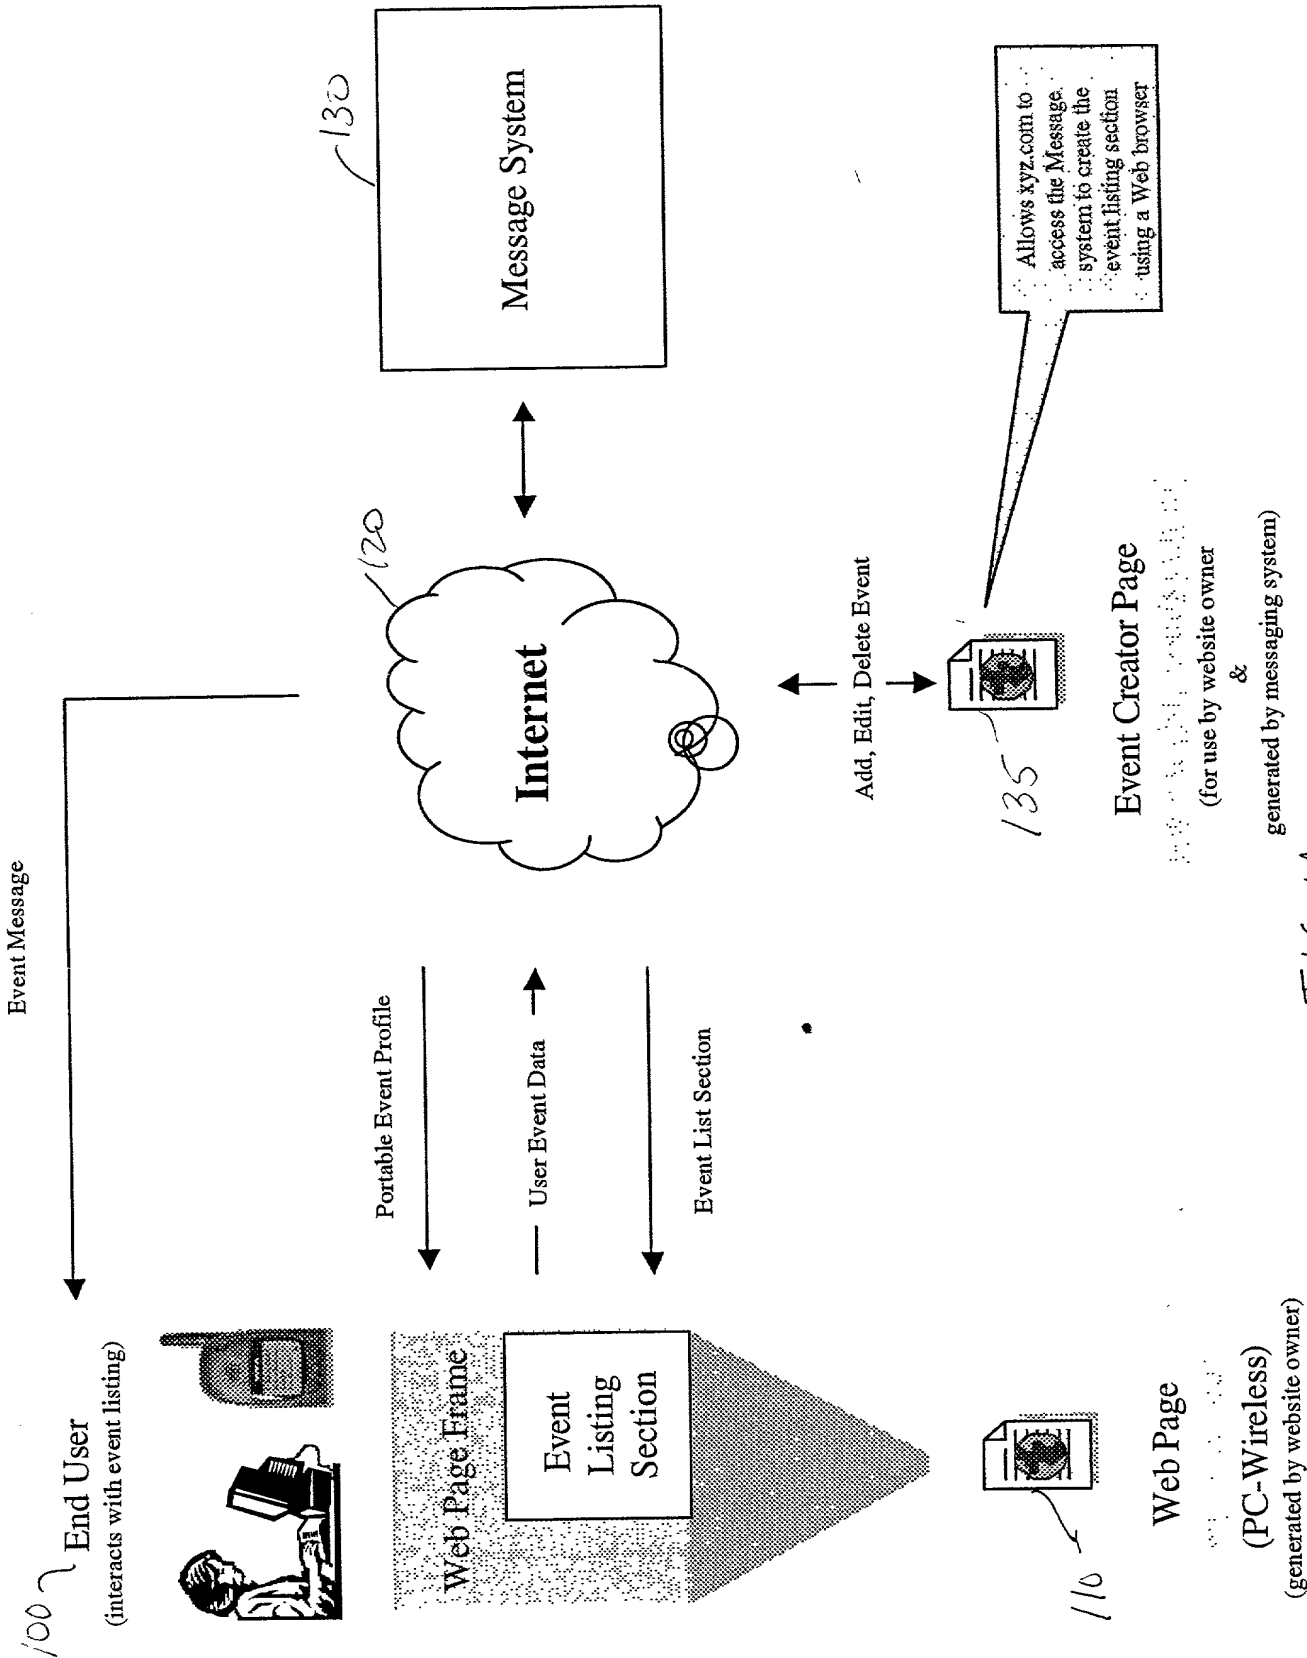 100
End User
(interacts with event listing)
Event Message
Web Page Frame
Event
Listing
Section
Portable Event Profile
User Event Data
Event List Section
120
Internet
130
Message System
Add, Edit, Delete Event
110
Web Page
(PC-Wireless)
(generated by website owner)
135
Event Creator Page
(for use by website owner
&
generated by messaging system)
Allows xyz.com to
access the Message
system to create the
event listing section
using a Web browser